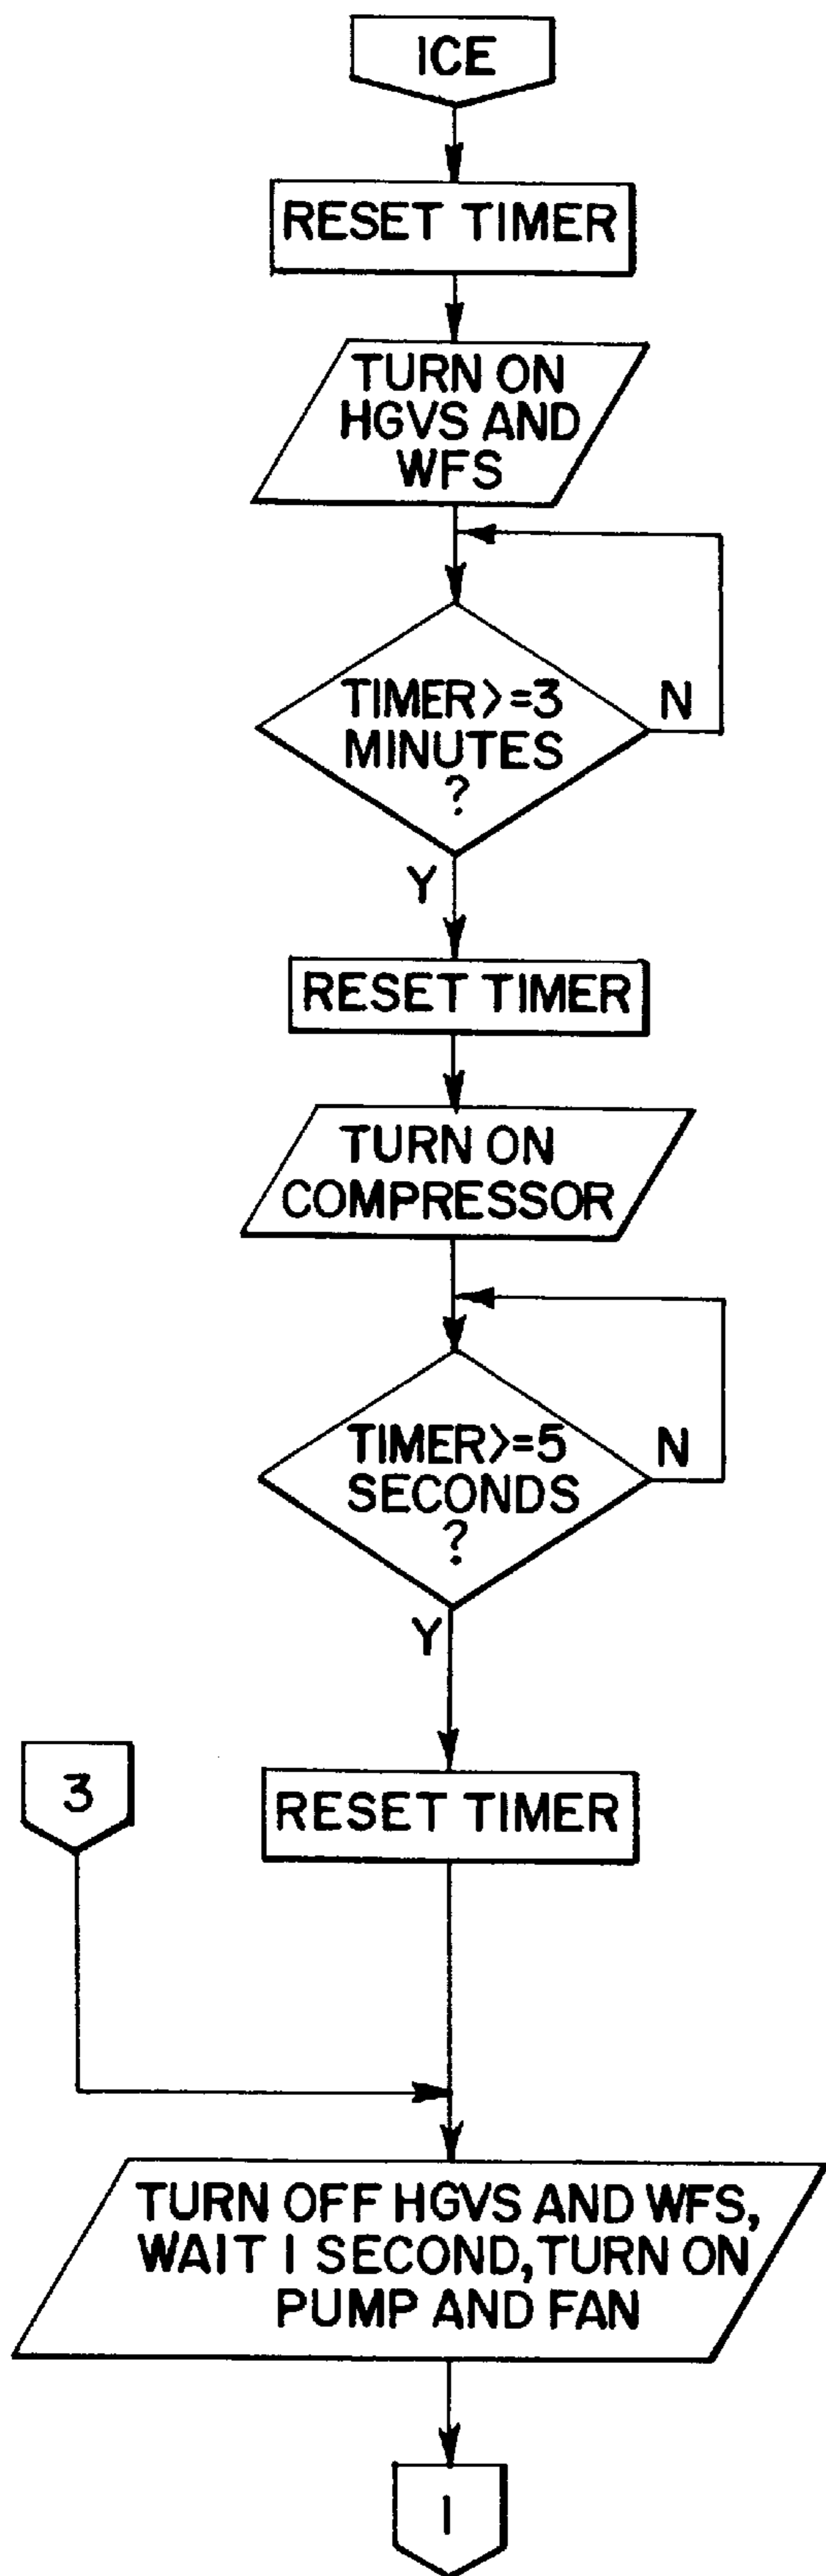 ICE
RESET TIMER
TURN ON
HGVS AND
WFS
TIMER>=3
MINUTES
?
N
Y
RESET TIMER
TURN ON
COMPRESSOR
TIMER>=5
SECONDS
?
N
Y
3
RESET TIMER
TURN OFF HGVS AND WFS,
WAIT 1 SECOND, TURN ON
PUMP AND FAN
1